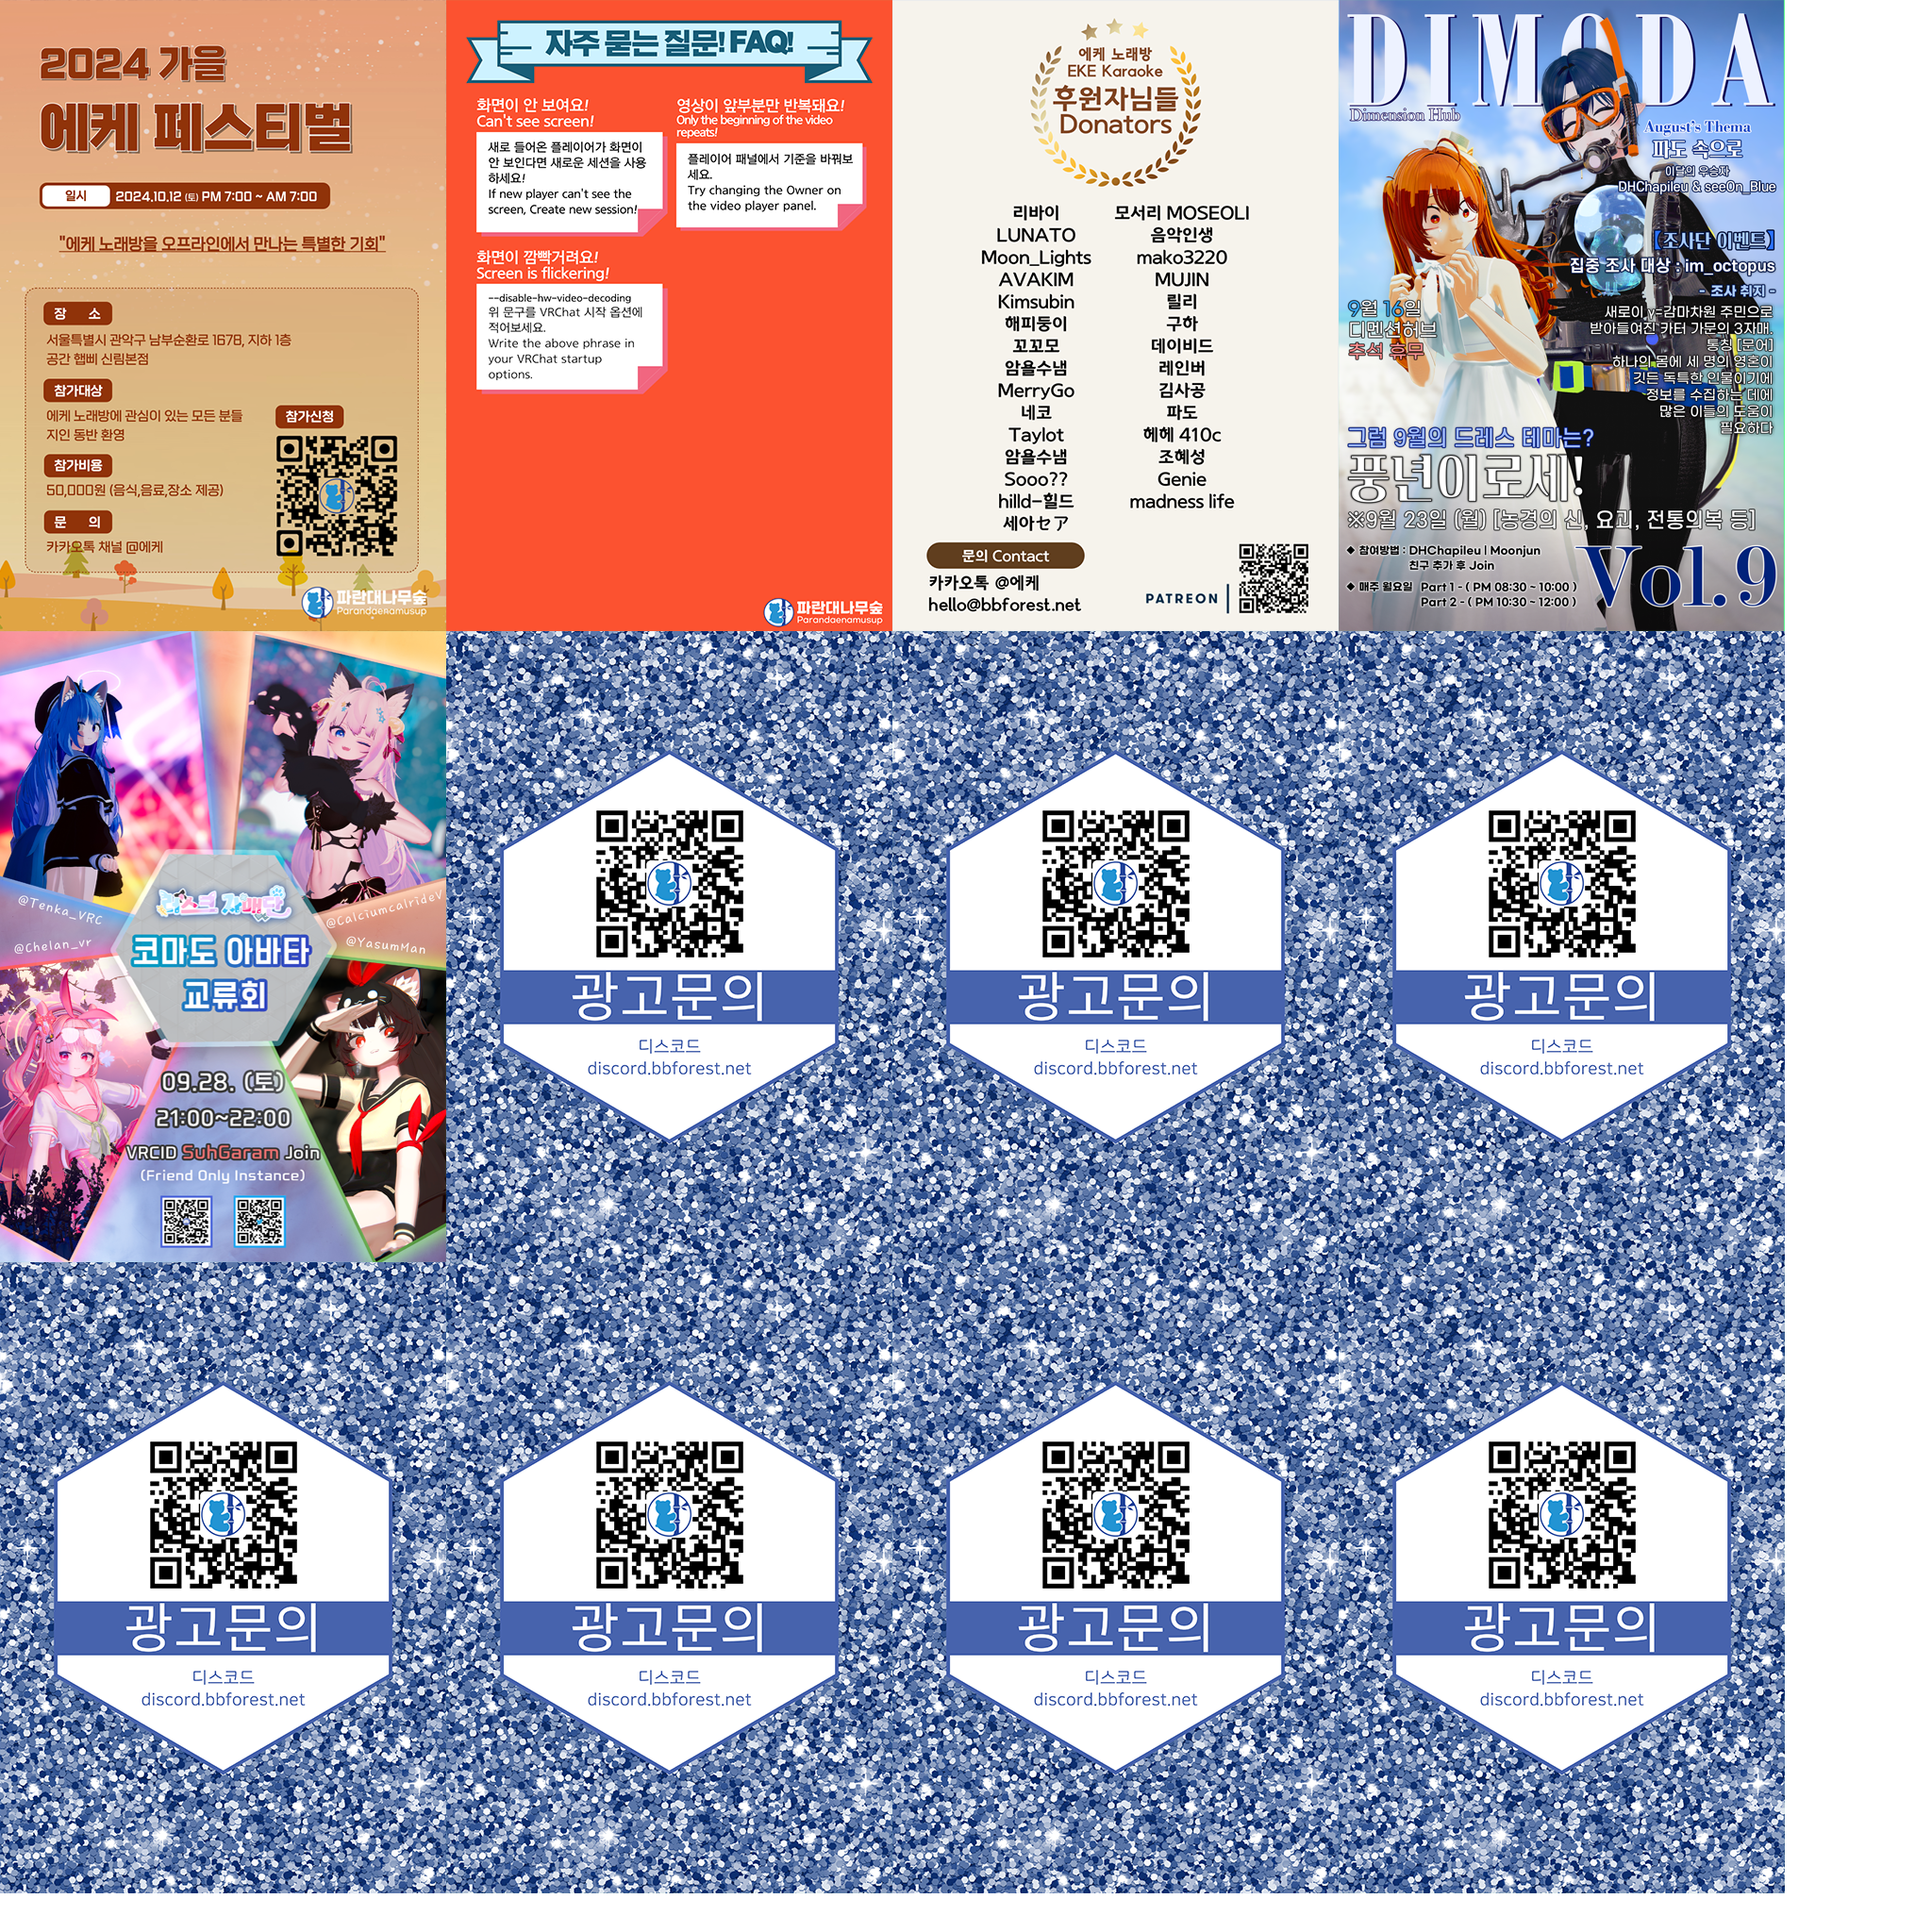 2024 가을
에케 페스티벌
일시 2024.10.12 (토) PM 7:00 ~ AM 7:00
"에케 노래방을 오프라인에서 만나는 특별한 기회"
장 소
서울특별시 관악구 남부순환로 1678, 지하 1층
공간 햅삐 신림본점
참가대상
에케 노래방에 관심이 있는 모든 분들
지인 동반 환영
참가신청
참가비용
50,000원 (음식,음료,장소 제공)
문 의
카카오톡 채널 @에케
파란대나무숲
Parandaenamusup
자주 묻는 질문! FAQ!
화면이 안 보여요!
Can't see screen!
새로 들어온 플레이어가 화면이
안 보인다면 새로운 세션을 사용
하세요!
If new player can't see the
screen, Create new session!
영상이 앞부분만 반복돼요!
Only the beginning of the video
repeats!
플레이어 패널에서 기준을 바꿔보
세요.
Try changing the Owner on
the video player panel.
화면이 깜빡거려요!
Screen is flickering!
--disable-hw-video-decoding
위 문구를 VRChat 시작 옵션에
적어보세요.
Write the above phrase in
your VRChat startup
options.
파란대나무숲
Parandaenamusup
에케 노래방
EKE Karaoke
후원자님들
Donators
리바이
LUNATO
Moon_Lights
AVAKIM
Kimsubin
해피둥이
꼬꼬모
암욜수냄
MerryGo
네코
Taylot
암욜수냄
Sooo??
hilld-힐드
세아セア
모서리 MOSEOLI
음악인생
mako3220
MUJIN
릴리
구하
데이비드
레인버
김사공
파도
헤헤 410c
조혜성
Genie
madness life
문의 Contact
카카오톡 @에케
hello@bbforest.net
PATREON
DIMODA
Dimension Hub
August's Thema
파도 속으로
이달의 우승자
DHChapileu & see0n_Blue
【조사단 이벤트】
집중 조사 대상 : im_octopus
- 조사 취지 -
새로이 γ=감마차원 주민으로
받아들여진 카터 가문의 3자매.
통칭 [문어]
하나의 몸에 세 명의 영혼이
깃든 독특한 인물이기에
정보를 수집하는 데에
많은 이들의 도움이
필요하다
9월 16일
디멘션허브
추석 휴무
그럼 9월의 드레스 테마는?
풍년이로세!
※9월 23일 (월) [농경의 신, 요괴, 전통의복 등]
◆ 참여방법 : DHChapileu | Moonjun
친구 추가 후 Join
◆ 매주 월요일 Part 1 - ( PM 08:30 ~ 10:00 )
Part 2 - ( PM 10:30 ~ 12:00 )
Vol.9
@Tenka_VRC
@Calciumcalridev
@Chelan_vr
@YasumMan
리스크 자매단
코마도 아바타
교류회
09.28. (토)
21:00~22:00
VRCID SuhGaram Join
(Friend Only Instance)
광고문의
디스코드
discord.bbforest.net
광고문의
디스코드
discord.bbforest.net
광고문의
디스코드
discord.bbforest.net
광고문의
디스코드
discord.bbforest.net
광고문의
디스코드
discord.bbforest.net
광고문의
디스코드
discord.bbforest.net
광고문의
디스코드
discord.bbforest.net